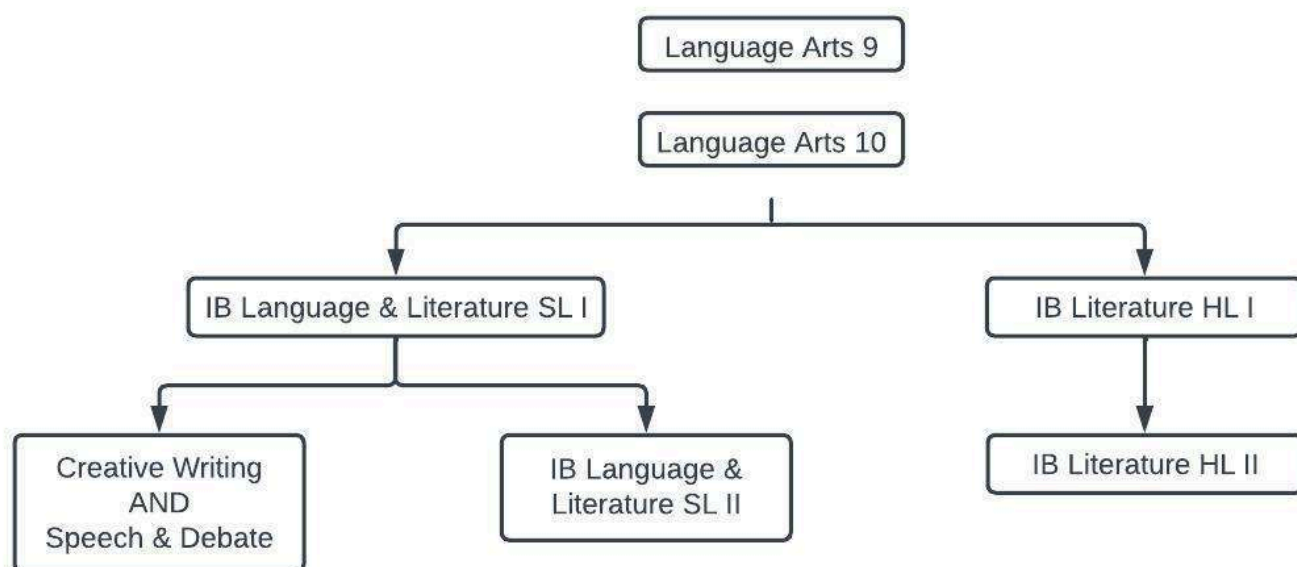 Language Arts 9
Language Arts 10
IB Language & Literature SL I
IB Literature HL I
Creative Writing
AND
Speech & Debate
IB Language &
Literature SL II
IB Literature HL II